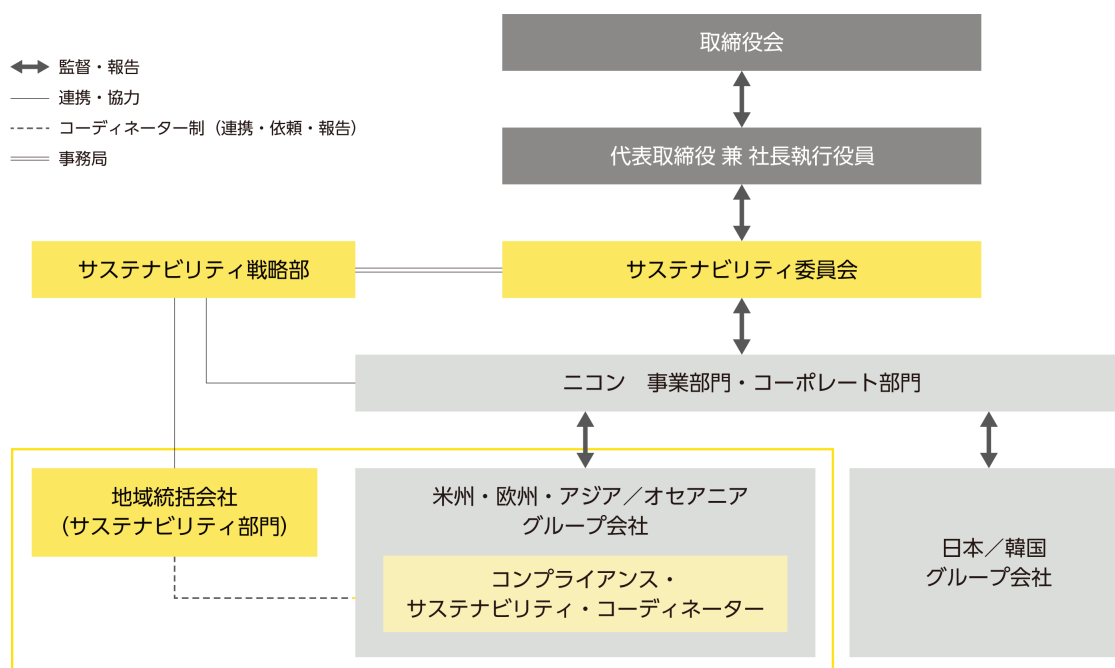 取締役会
監督・報告
連携・協力
コーディネーター制（連携・依頼・報告）
事務局
代表取締役 兼 社長執行役員
サステナビリティ戦略部
サステナビリティ委員会
ニコン　事業部門・コーポレート部門
地域統括会社
（サステナビリティ部門）
米州・欧州・アジア／オセアニア
グループ会社
コンプライアンス・
サステナビリティ・コーディネーター
日本／韓国
グループ会社